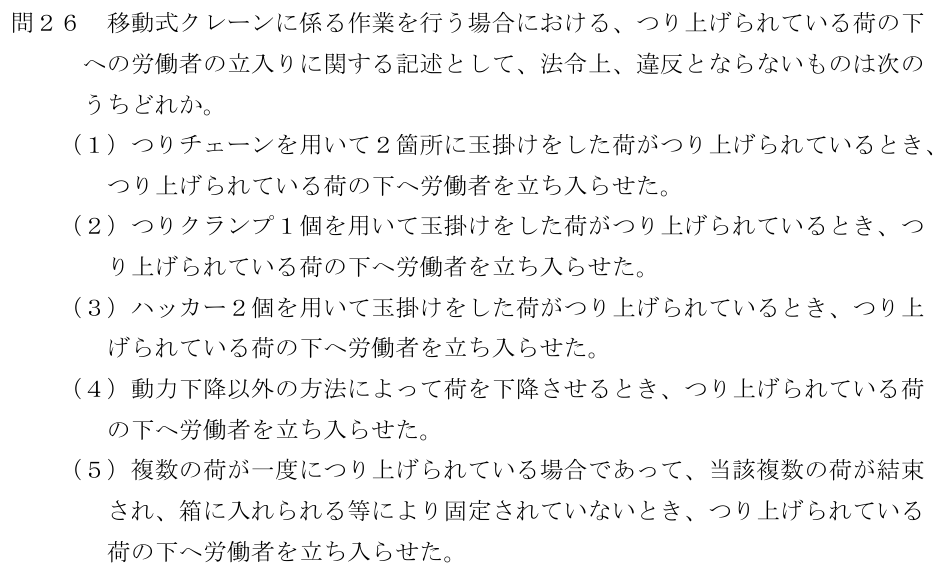 問２６　移動式クレーンに係る作業を行う場合における、つり上げられている荷の下
への労働者の立入りに関する記述として、法令上、違反とならないものは次の
うちどれか。
（１）つりチェーンを用いて２箇所に玉掛けをした荷がつり上げられているとき、
つり上げられている荷の下へ労働者を立ち入らせた。
（２）つりクランプ１個を用いて玉掛けをした荷がつり上げられているとき、つ
り上げられている荷の下へ労働者を立ち入らせた。
（３）ハッカー２個を用いて玉掛けをした荷がつり上げられているとき、つり上
げられている荷の下へ労働者を立ち入らせた。
（４）動力下降以外の方法によって荷を下降させるとき、つり上げられている荷
の下へ労働者を立ち入らせた。
（５）複数の荷が一度につり上げられている場合であって、当該複数の荷が結束
され、箱に入れられる等により固定されていないとき、つり上げられている
荷の下へ労働者を立ち入らせた。